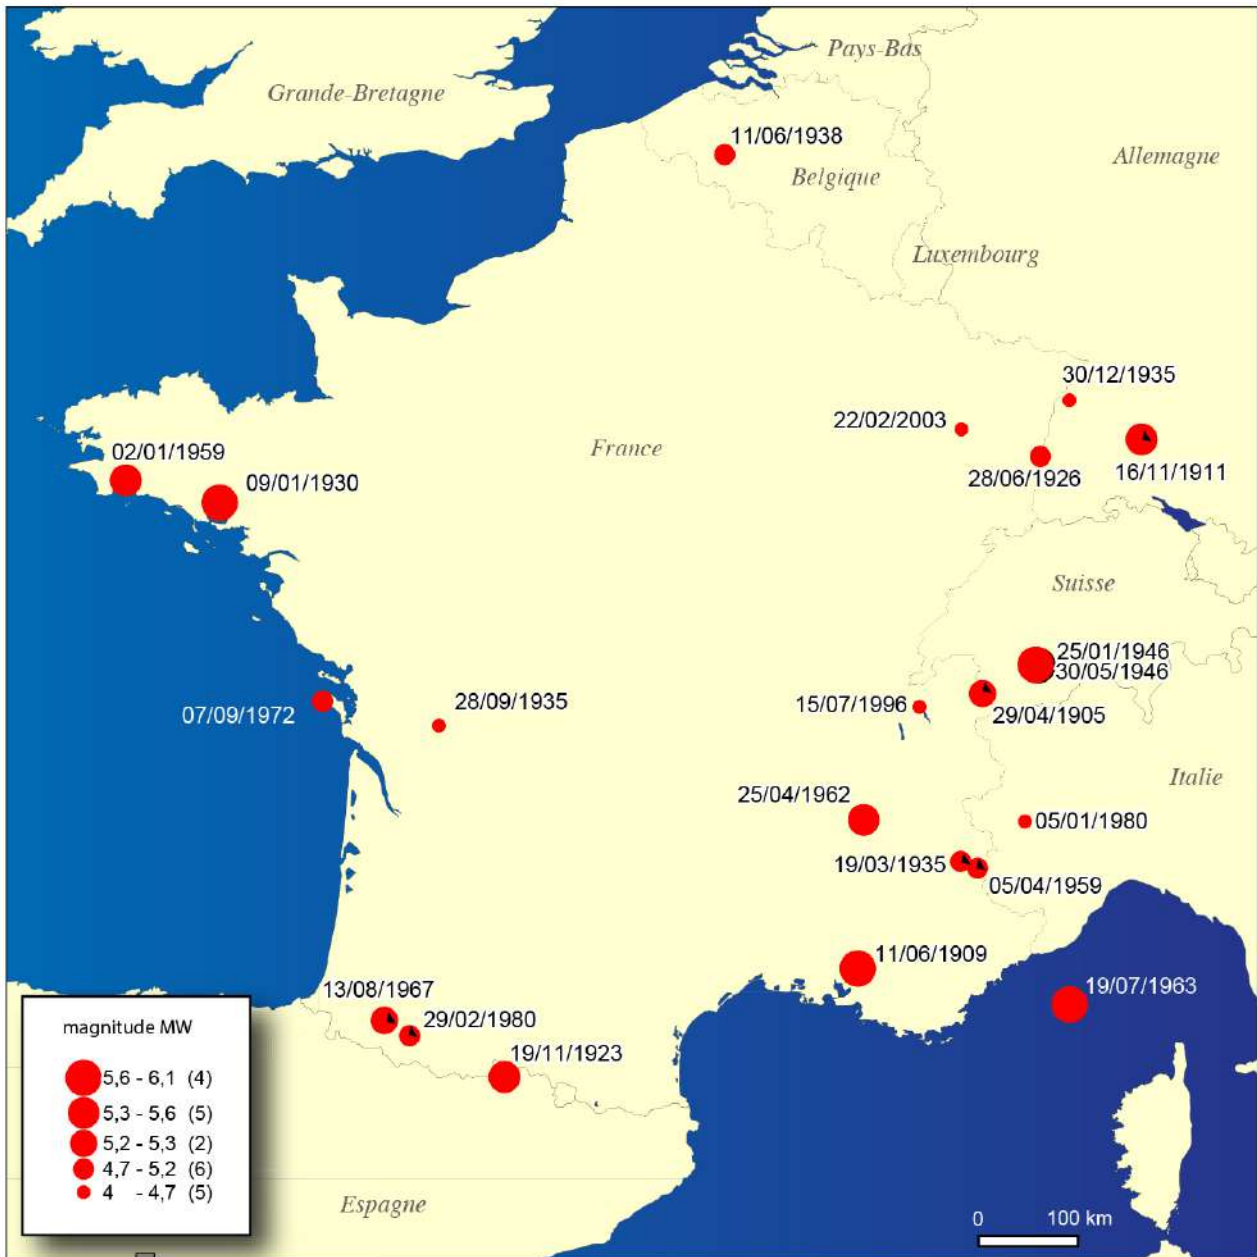 Pays-Bas
Grande-Bretagne
11/06/1938
Allemagne
Belgique
Luxembourg
30/12/1935
22/02/2003
France
02/01/1959
28/06/1926
16/11/1911
09/01/1930
Suisse
25/01/1946
30/05/1946
28/09/1935
15/07/1996
07/09/1972
29/04/1905
Italie
25/04/1962
05/01/1980
19/03/1935
05/04/1959
11/06/1909
13/08/1967
19/07/1963
29/02/1980
19/11/1923
magnitude MW
5,6 - 6,1 (4)
5,3 - 5,6 (5)
5,2 - 5,3 (2)
4,7 - 5,2 (6)
4 - 4,7 (5)
Espagne
0 100 km